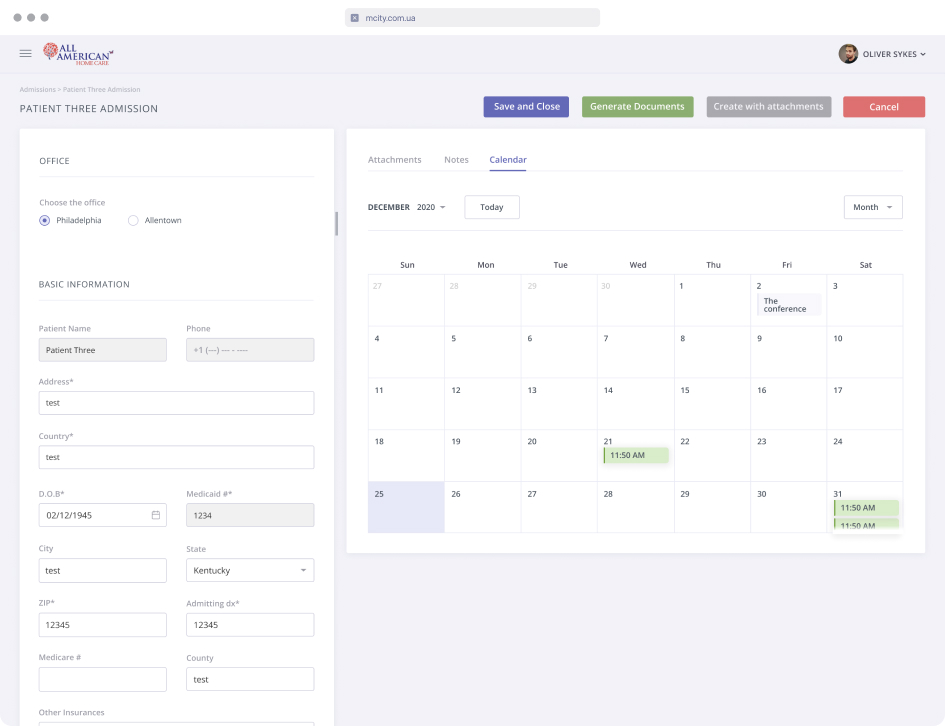 mcity.com.ua
ALL
AMERICAN
HOME CARE
OLIVER SYKES
Admissions > Patient Three Admission
PATIENT THREE ADMISSION
Save and Close
Generate Documents
Create with attachments
Cancel
OFFICE
Choose the office
Philadelphia Allentown
BASIC INFORMATION
Patient Name Phone
Patient Three +1 (---) --- - ----
Address*
test
Country*
test
D.O.B* Medicaid #*
02/12/1945 1234
City State
test Kentucky
ZIP* Admitting dx*
12345 12345
Medicare # County
test
Other Insurances
Attachments Notes Calendar
DECEMBER 2020 Today Month
Sun Mon Tue Wed Thu Fri Sat
27 28 29 30 1 2 3
The
conference
4 5 6 7 8 9 10
11 12 13 14 15 16 17
18 19 20 21 22 23 24
11:50 AM
25 26 27 28 29 30 31
11:50 AM
11:50 AM